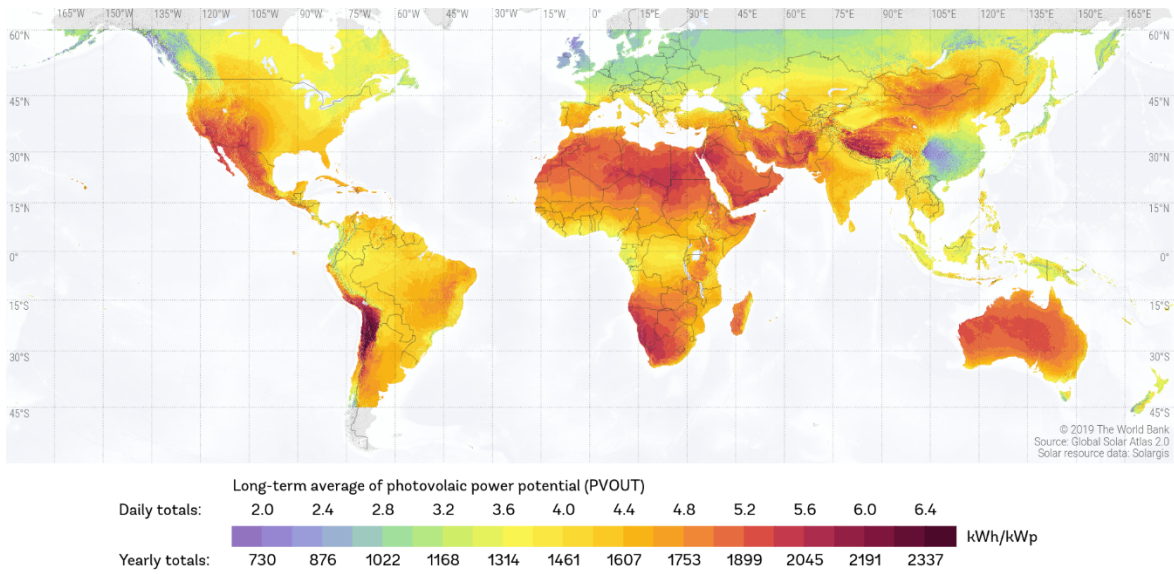 165°W 150°W 135°W 120°W 105°W 90°W 75°W 60°W 45°W 30°W 15°W 0° 15°E 30°E 45°E 60°E 75°E 90°E 105°E 120°E 135°E 150°E 165°E
60°N 60°N
45°N 45°N
30°N 30°N
15°N 15°N
0° 0°
15°S 15°S
30°S 30°S
45°S 45°S
© 2019 The World Bank
Source: Global Solar Atlas 2.0
Solar resource data: Solargis
Long-term average of photovolaic power potential (PVOUT)
Daily totals: 2.0 2.4 2.8 3.2 3.6 4.0 4.4 4.8 5.2 5.6 6.0 6.4
kWh/kWp
Yearly totals: 730 876 1022 1168 1314 1461 1607 1753 1899 2045 2191 2337